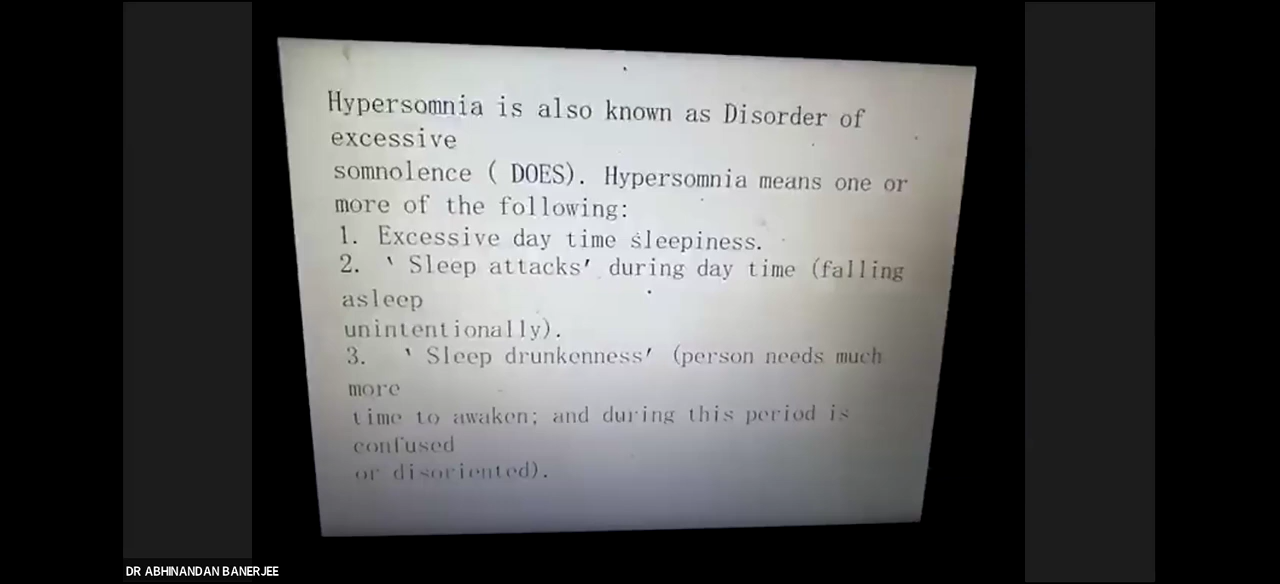 Hypersomnia is also known as Disorder of
excessive
somnolence ( DOES). Hypersomnia means one or
more of the following:
1. Excessive day time sleepiness.
2. ‵ Sleep attacks′ during day time (falling
asleep
unintentionally).
3. ‵ Sleep drunkenness′ (person needs much
more
time to awaken; and during this period is
confused
or disoriented).
DR ABHINANDAN BANERJEE